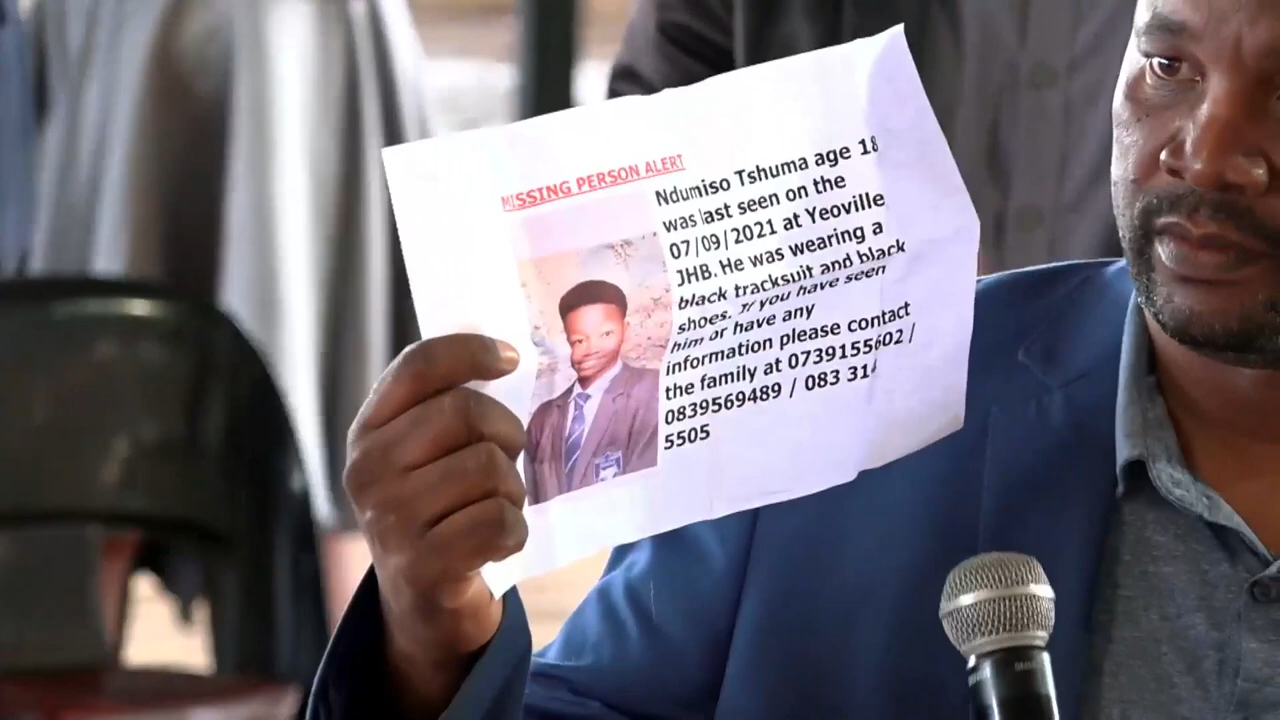 MISSING PERSON ALERT
Ndumiso Tshuma age 18
was last seen on the
07/09/2021 at Yeoville
JHB. He was wearing a
black tracksuit and black
shoes. If you have seen
him or have any
information please contact
the family at 0739155602 /
0839569489 / 083 314
5505